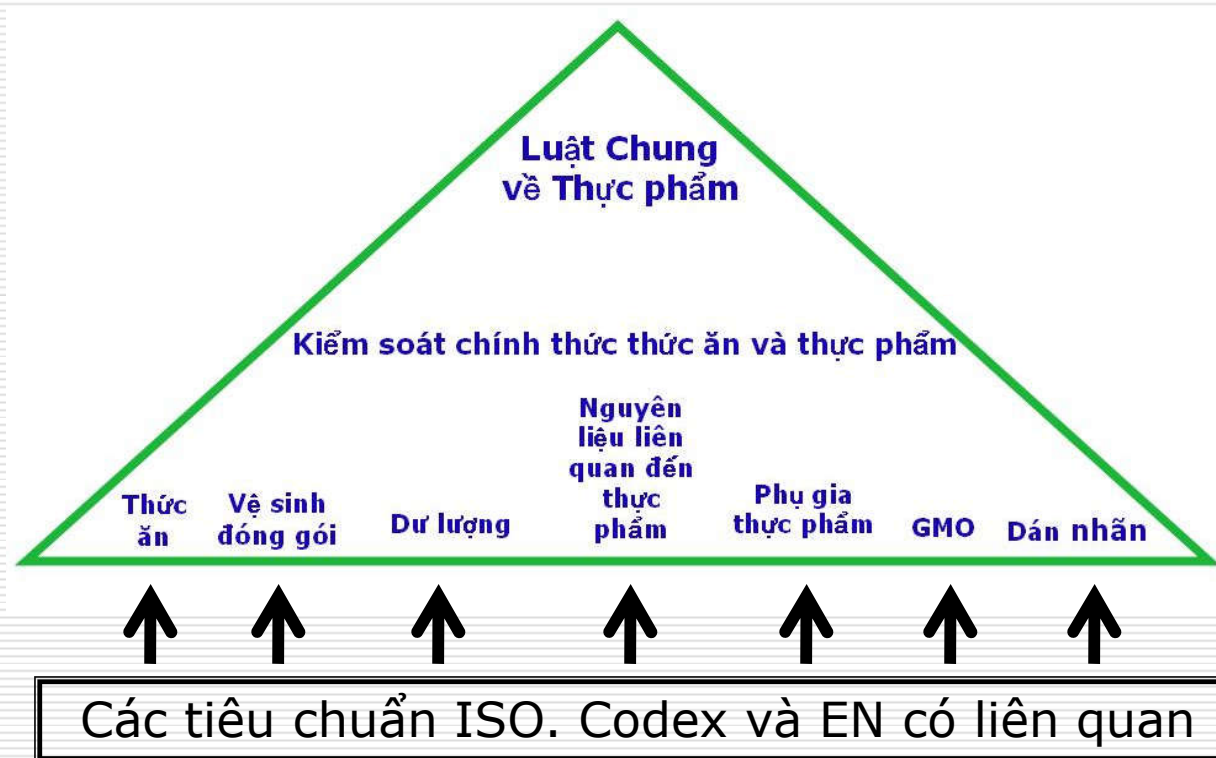 Luật Chung
về Thực phẩm
Kiểm soát chính thức thức ăn và thực phẩm
Thức
ăn
Vệ sinh
đóng gói
Dư lượng
Nguyên
liệu liên
quan đến
thực
phẩm
Phụ gia
thực phẩm
GMO
Dán nhãn
Các tiêu chuẩn ISO. Codex và EN có liên quan